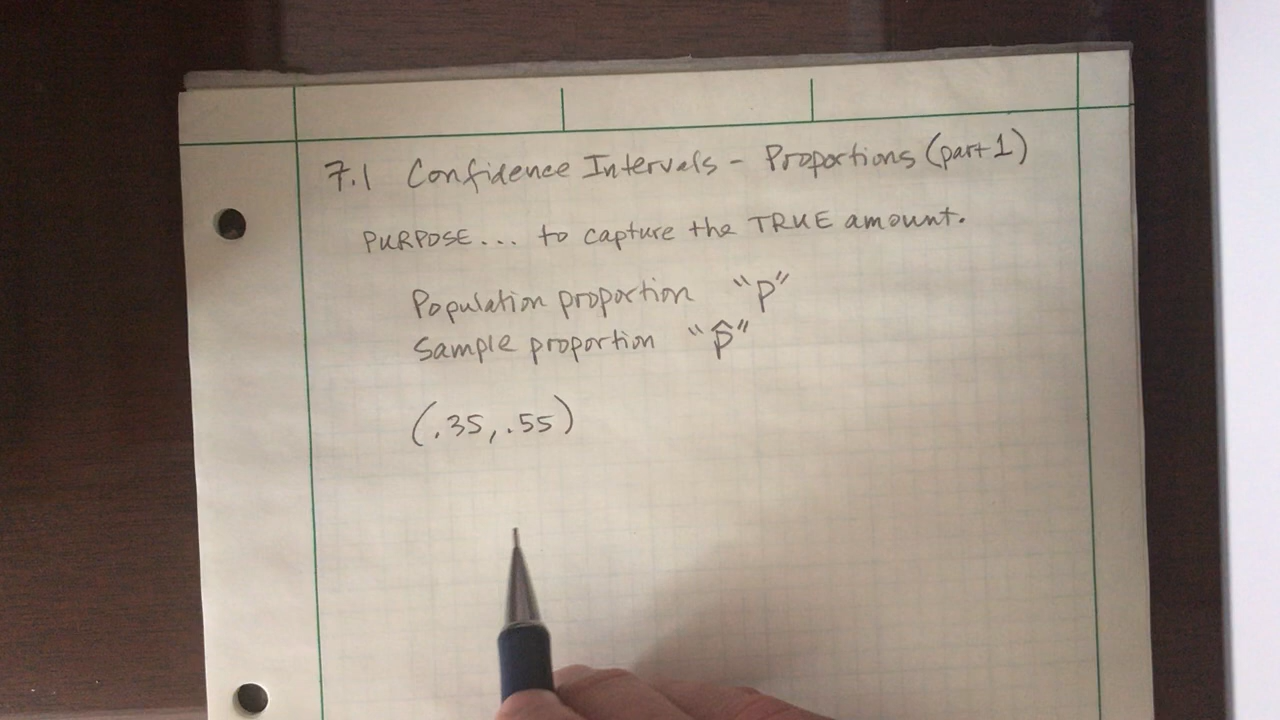 7.1 Confidence Intervals - Proportions (part 1)
PURPOSE... to capture the TRUE amount.
Population proportion "p"
Sample proportion "p̂"
(.35, .55)